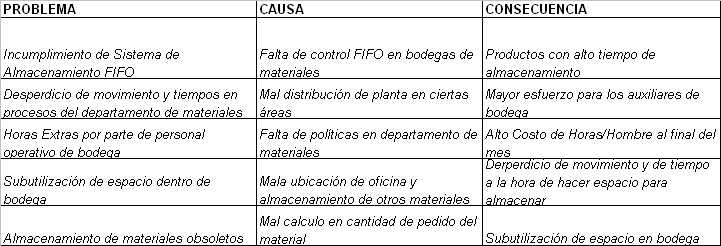 PROBLEMA CAUSA CONSECUENCIA
Incumplimiento de Sistema de
Almacenamiento FIFO
Falta de control FIFO en bodegas de
materiales
Productos con alto tiempo de
almacenamiento
Desperdicio de movimiento y tiempos en
procesos del departamento de materiales
Mal distribución de planta en ciertas
áreas
Mayor esfuerzo para los auxiliares de
bodega
Horas Extras por parte de personal
operativo de bodega
Falta de políticas en departamento de
materiales
Alto Costo de Horas/Hombre al final del
mes
Subutilización de espacio dentro de
bodega
Mala ubicación de oficina y
almacenamiento de otros materiales
Derperdicio de movimiento y de tiempo
a la hora de hacer espacio para
almacenar
Almacenamiento de materiales obsoletos
Mal calculo en cantidad de pedido del
material
Subutilización de espacio en bodega